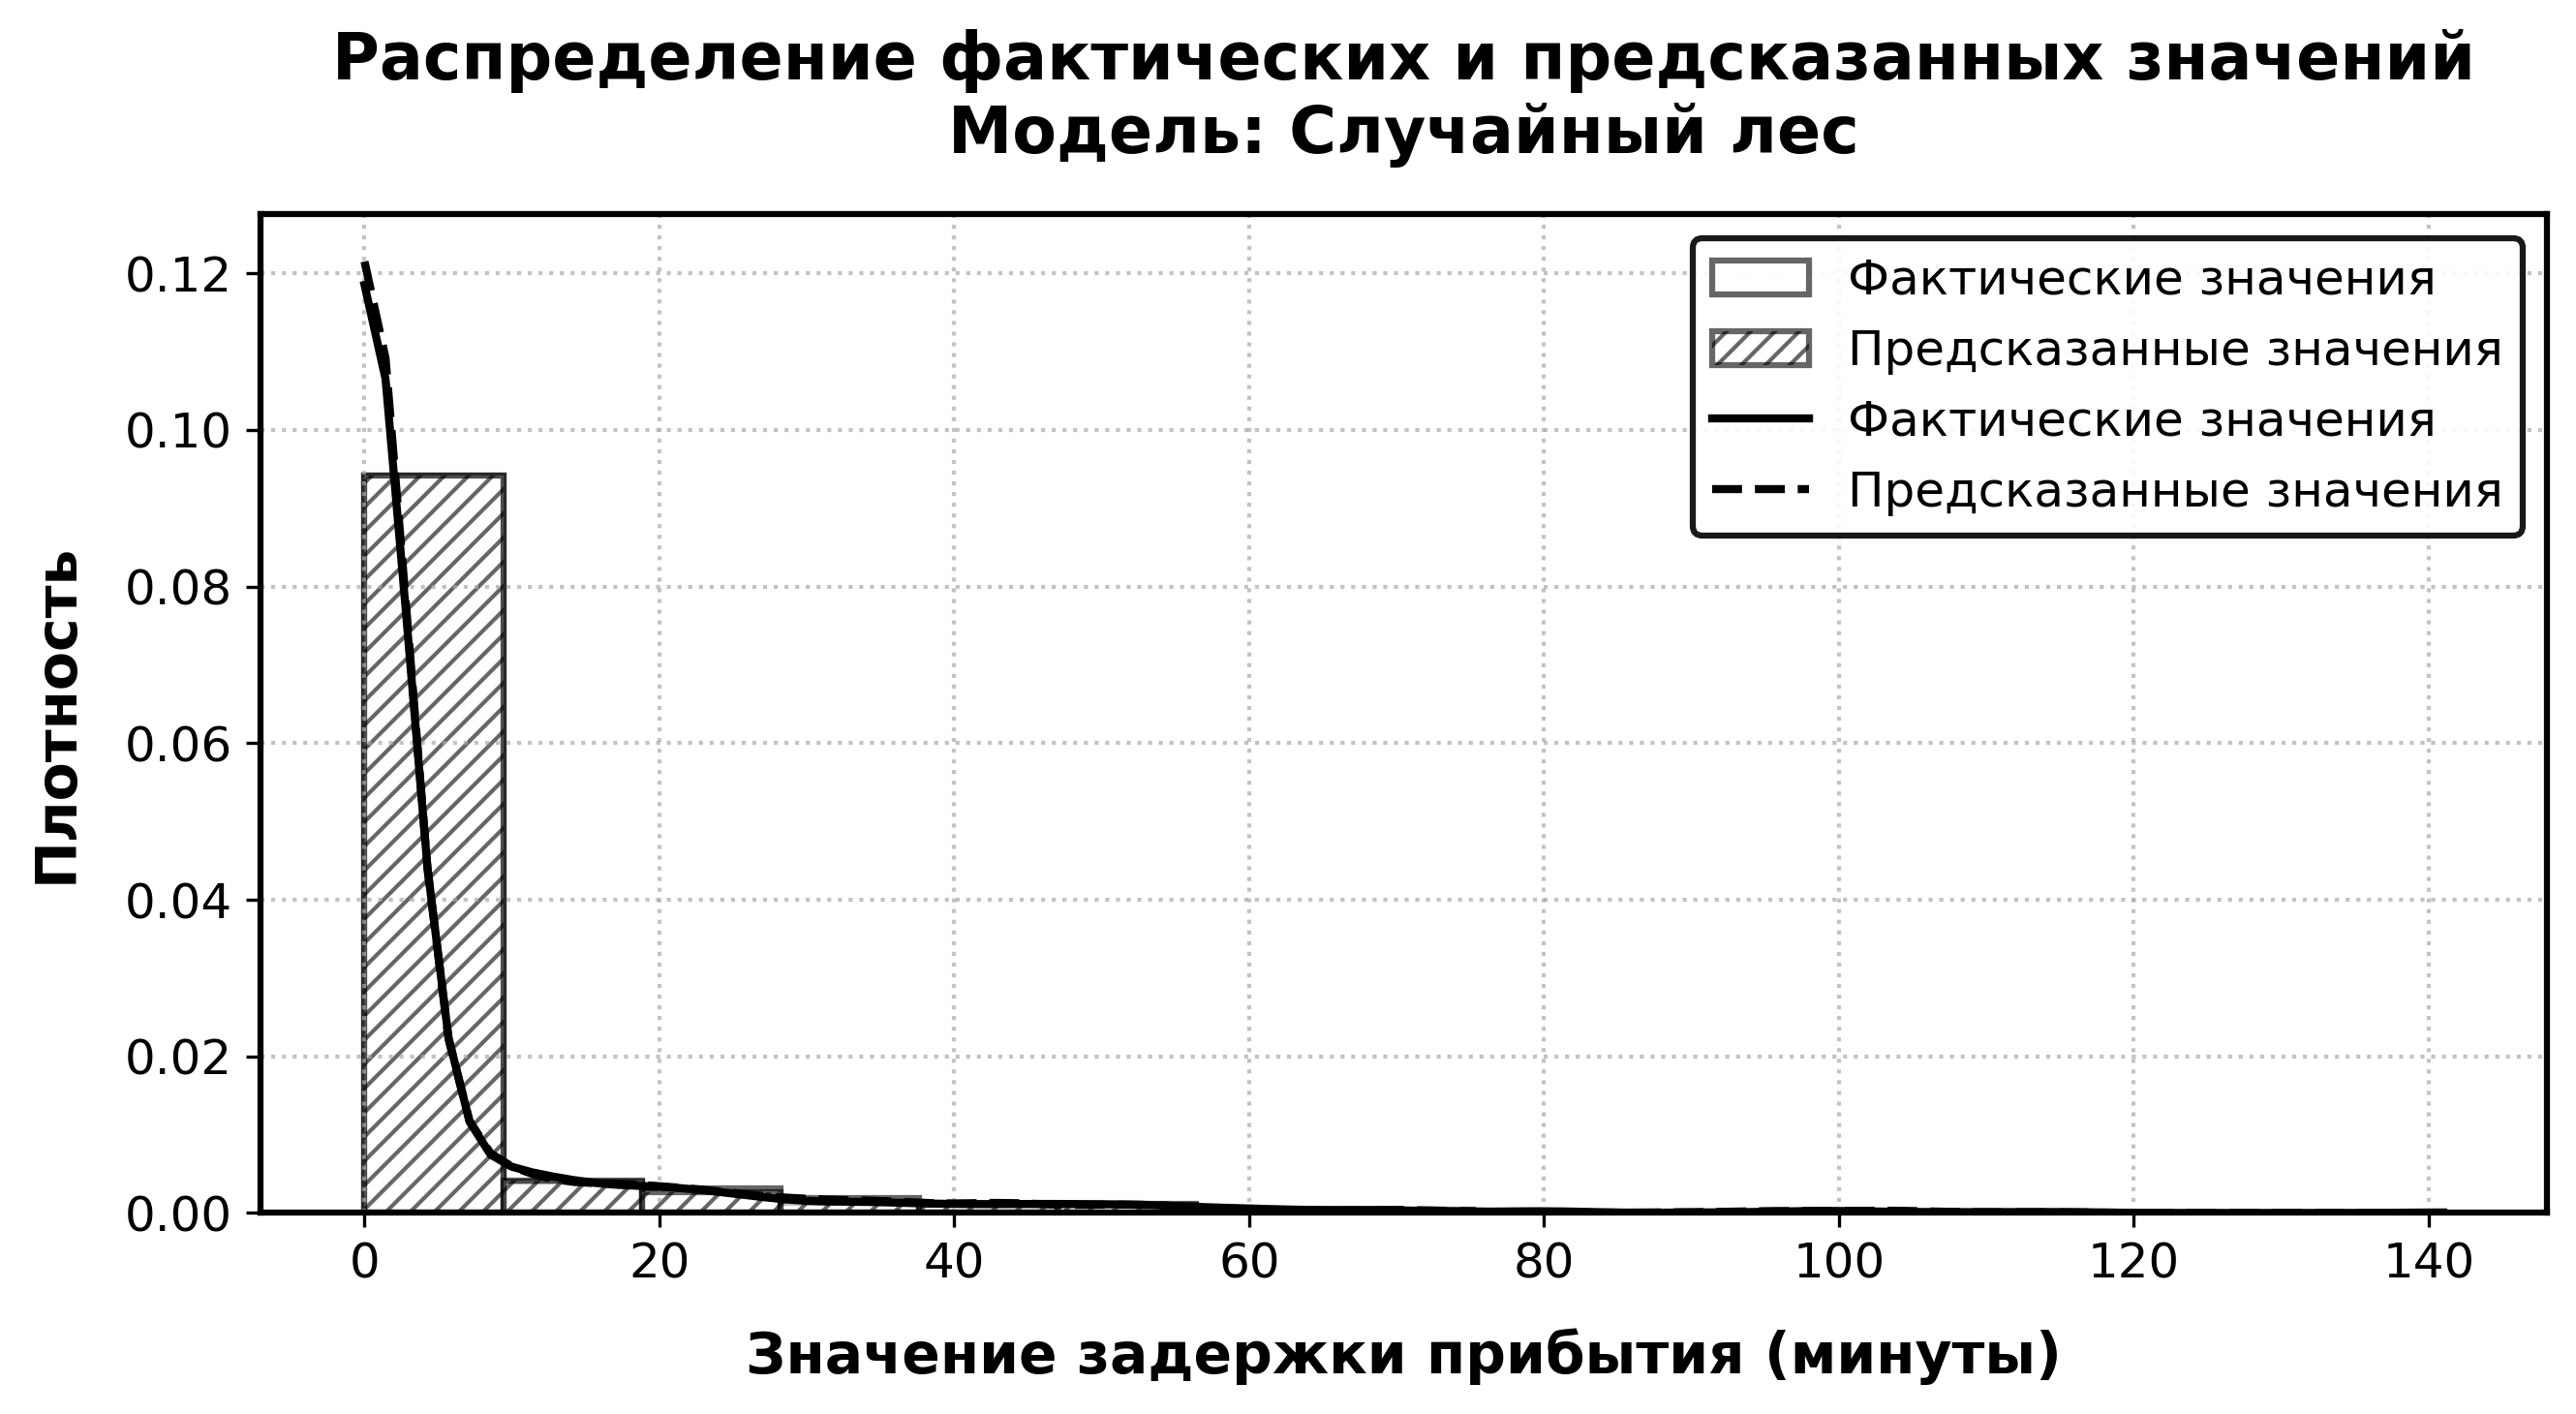 Распределение фактических и предсказанных значений
Модель: Случайный лес
Фактические значения
Предсказанные значения
Фактические значения
Предсказанные значения
Плотность
0.12
0.10
0.08
0.06
0.04
0.02
0.00
0 20 40 60 80 100 120 140
Значение задержки прибытия (минуты)